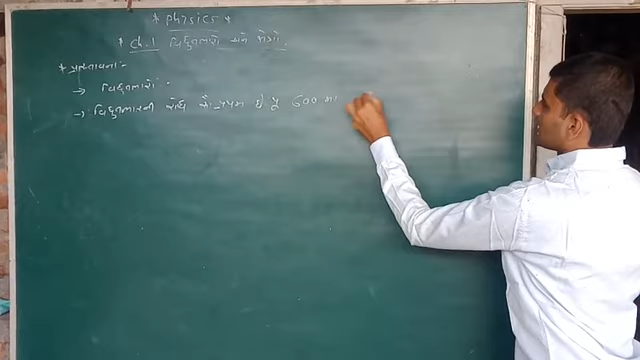 * Physics *
* Ch.1 વિદ્યુતભારો અને ક્ષેત્રો.
* પ્રસ્તાવના :-
→ વિદ્યુતભારો :-
→ વિદ્યુતભારની શોધ સૌ પ્રથમ ઈ.પૂ 600 મા